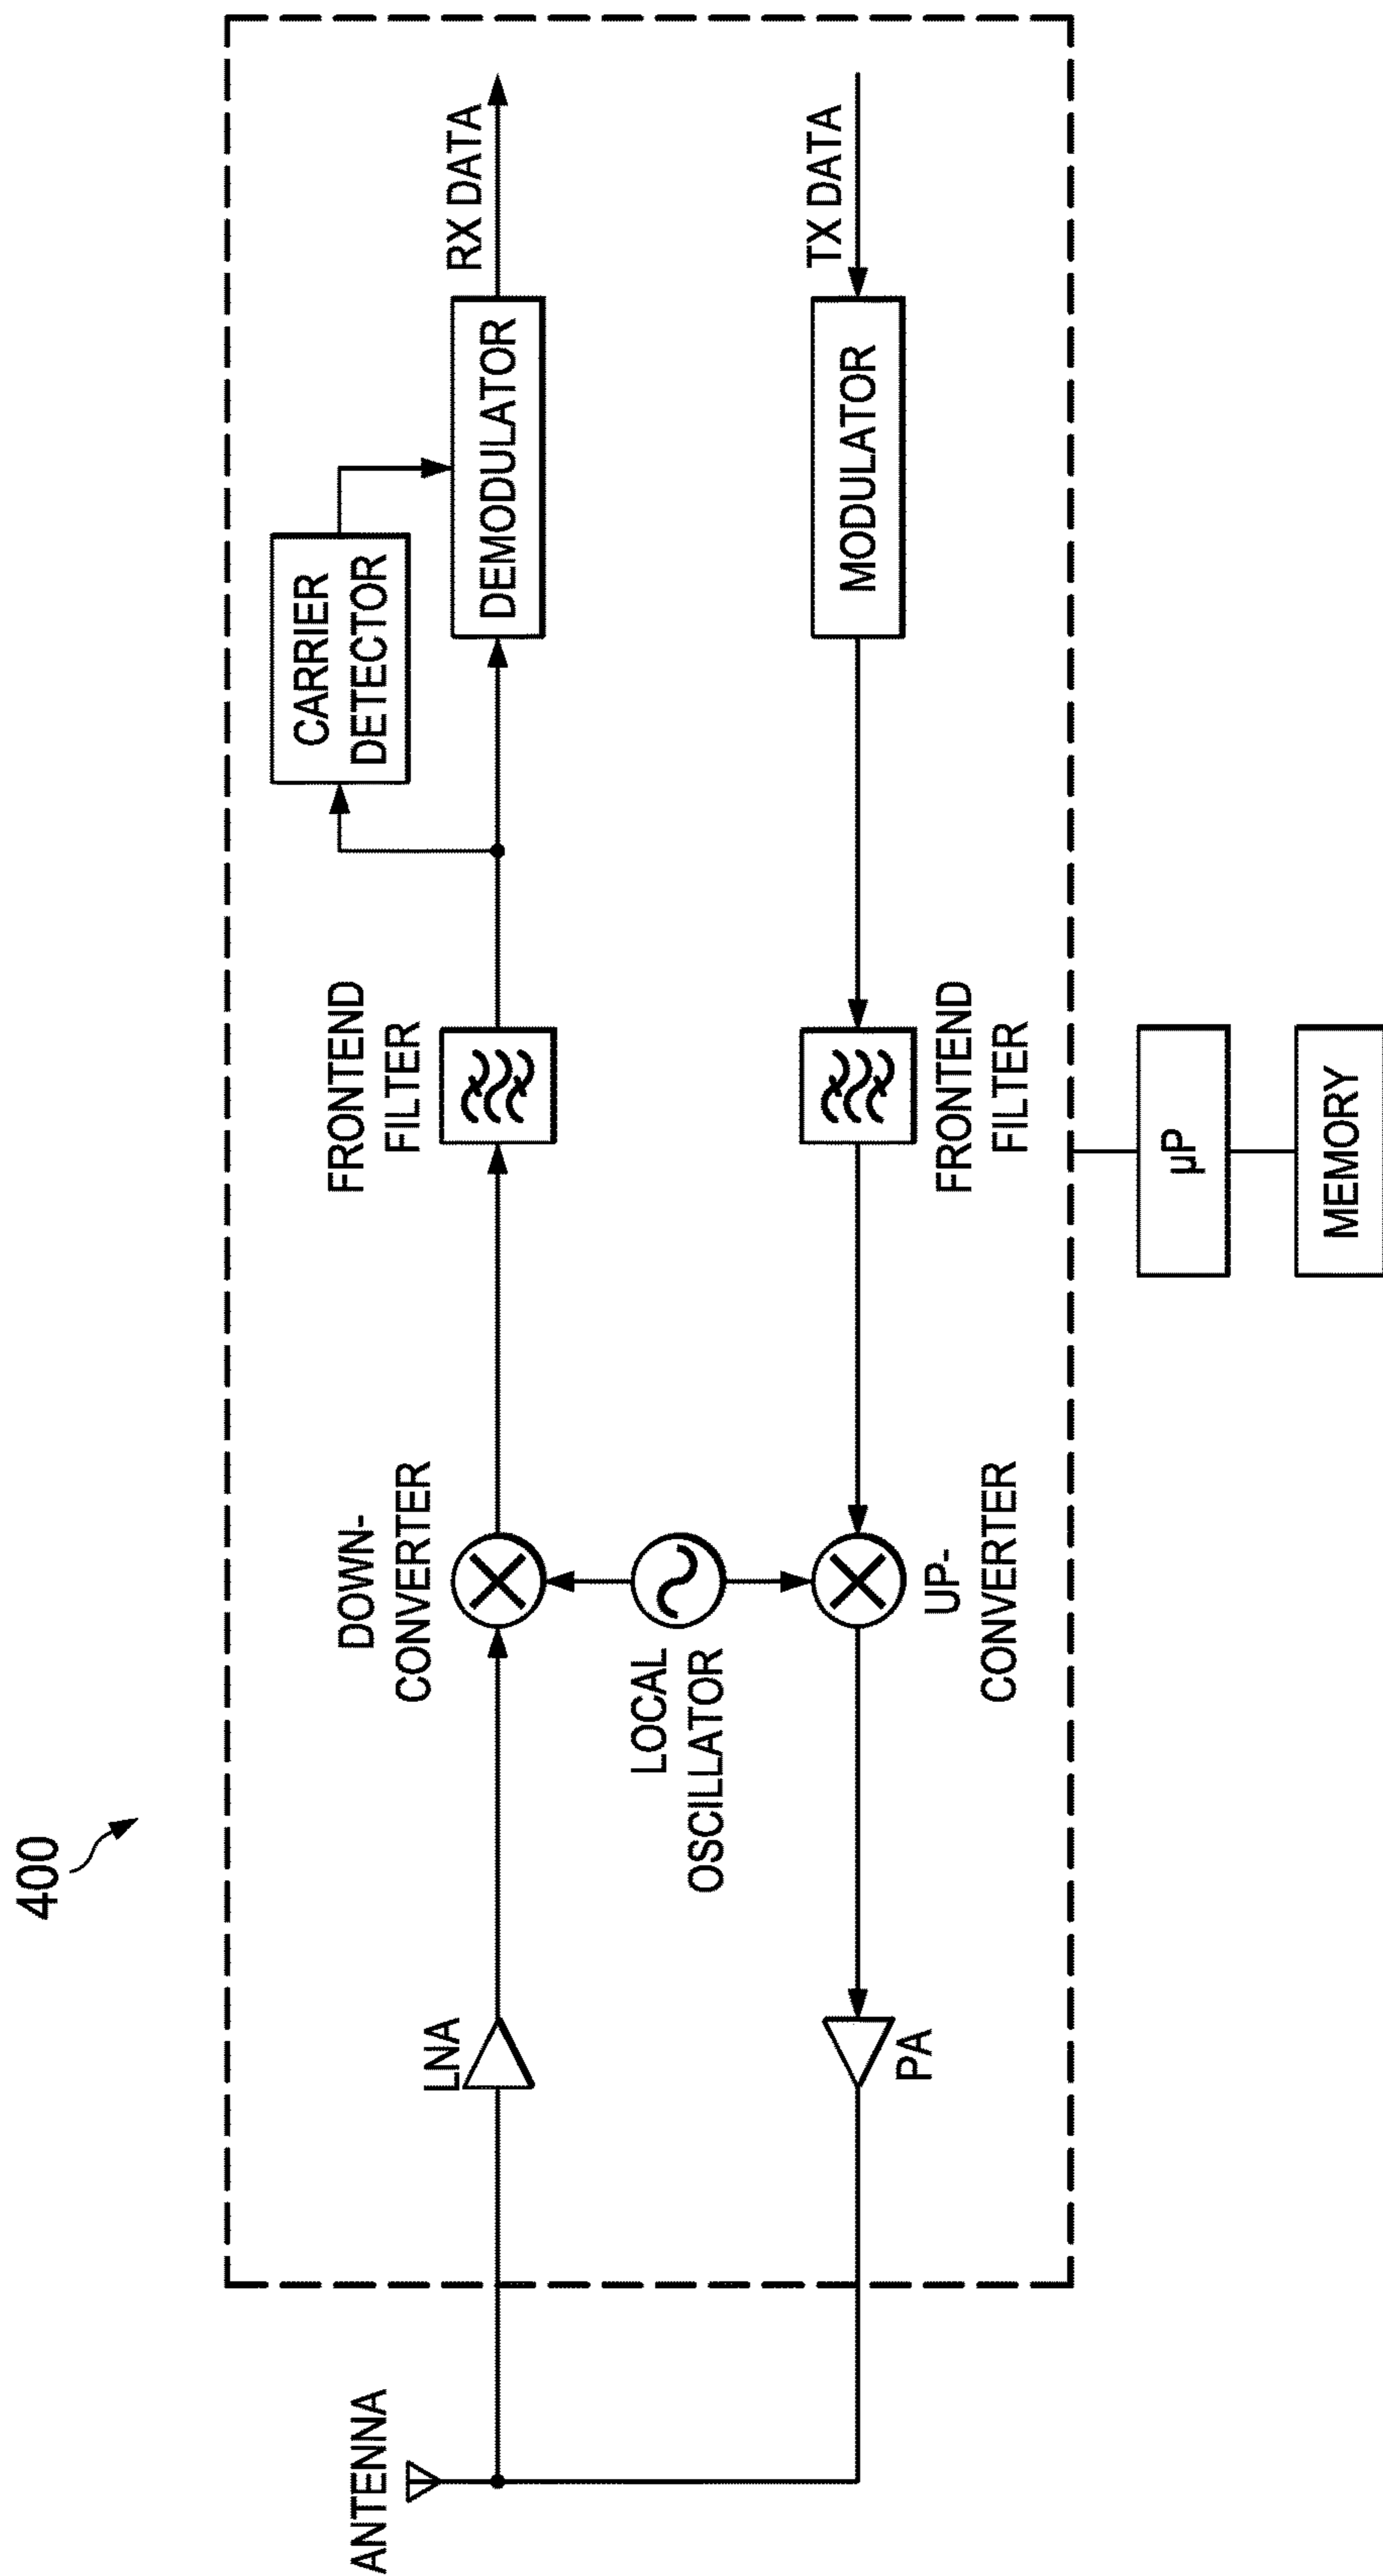 400
ANTENNA
LNA
DOWN-
CONVERTER
FRONTEND
FILTER
CARRIER
DETECTOR
DEMODULATOR
RX DATA
LOCAL
OSCILLATOR
PA
UP-
CONVERTER
FRONTEND
FILTER
MODULATOR
TX DATA
µP
MEMORY